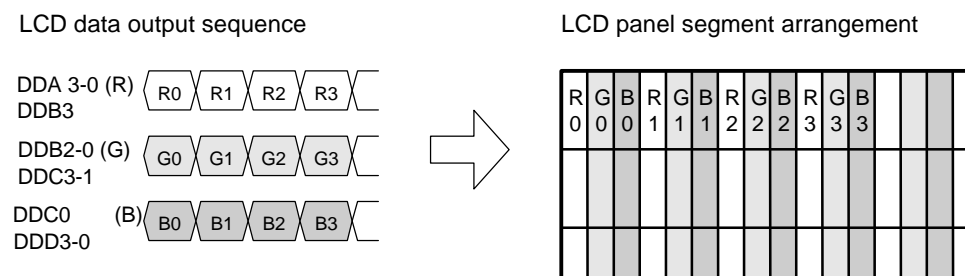 LCD data output sequence
LCD panel segment arrangement
DDA 3-0 (R)
DDB3
R0 R1 R2 R3
DDB2-0 (G)
DDC3-1
G0 G1 G2 G3
DDC0 (B)
DDD3-0
B0 B1 B2 B3
R G B R G B R G B R G B
0 0 0 1 1 1 2 2 2 3 3 3